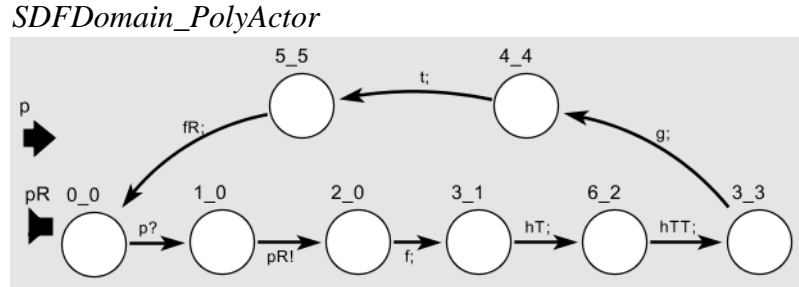 SDFDomain_PolyActor
5_5
4_4
t;
p
fR;
g;
pR
0_0
1_0
2_0
3_1
6_2
3_3
p?
pR!
f;
hT;
hTT;